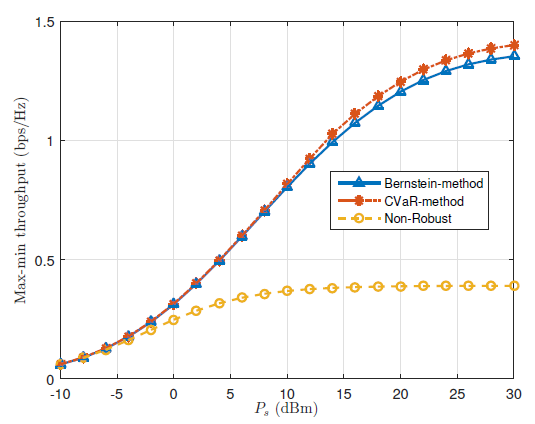 1.5
1
0.5
0
Max-min throughput (bps/Hz)
Bernstein-method
CVaR-method
Non-Robust
-10 -5 0 5 10 15 20 25 30
Ps (dBm)